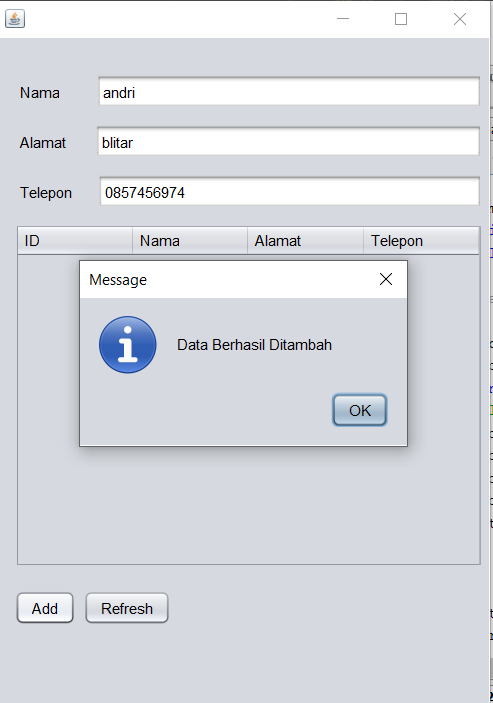 Nama
andri
Alamat
blitar
Telepon
0857456974
ID Nama Alamat Telepon
Message
Data Berhasil Ditambah
OK
Add Refresh